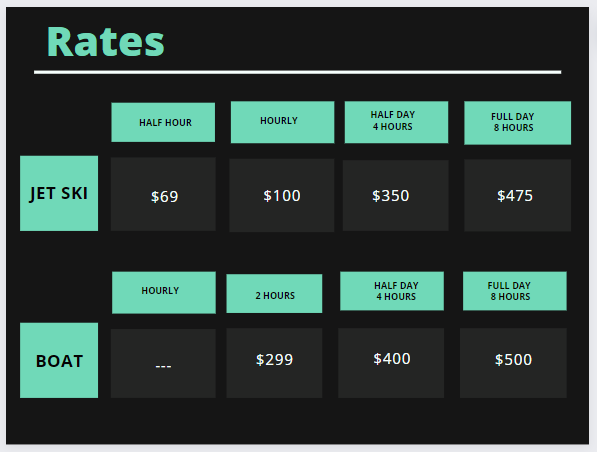 Rates
HALF HOUR
HOURLY
HALF DAY
4 HOURS
FULL DAY
8 HOURS
JET SKI
$69
$100
$350
$475
HOURLY
2 HOURS
HALF DAY
4 HOURS
FULL DAY
8 HOURS
BOAT
---
$299
$400
$500